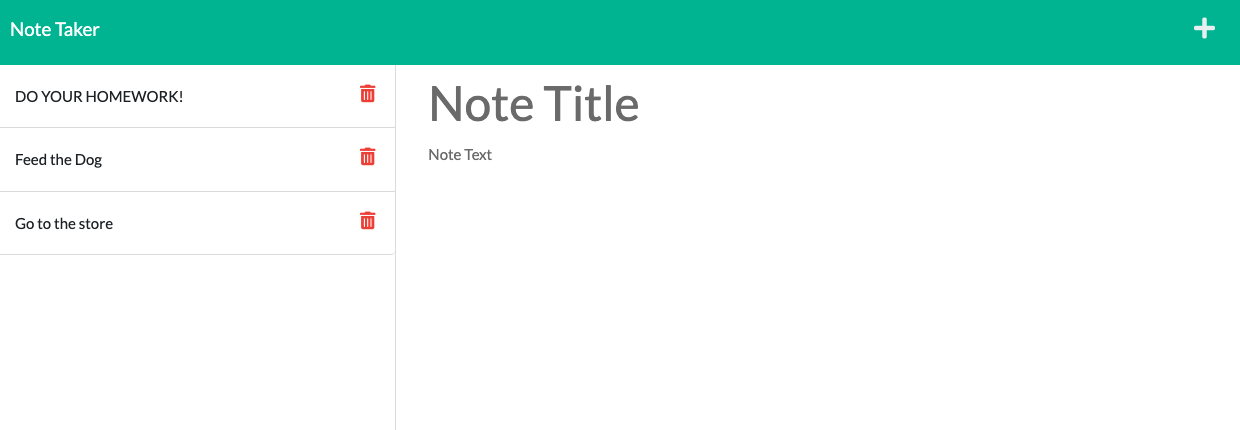 Note Taker
DO YOUR HOMEWORK!
Feed the Dog
Go to the store
Note Title
Note Text